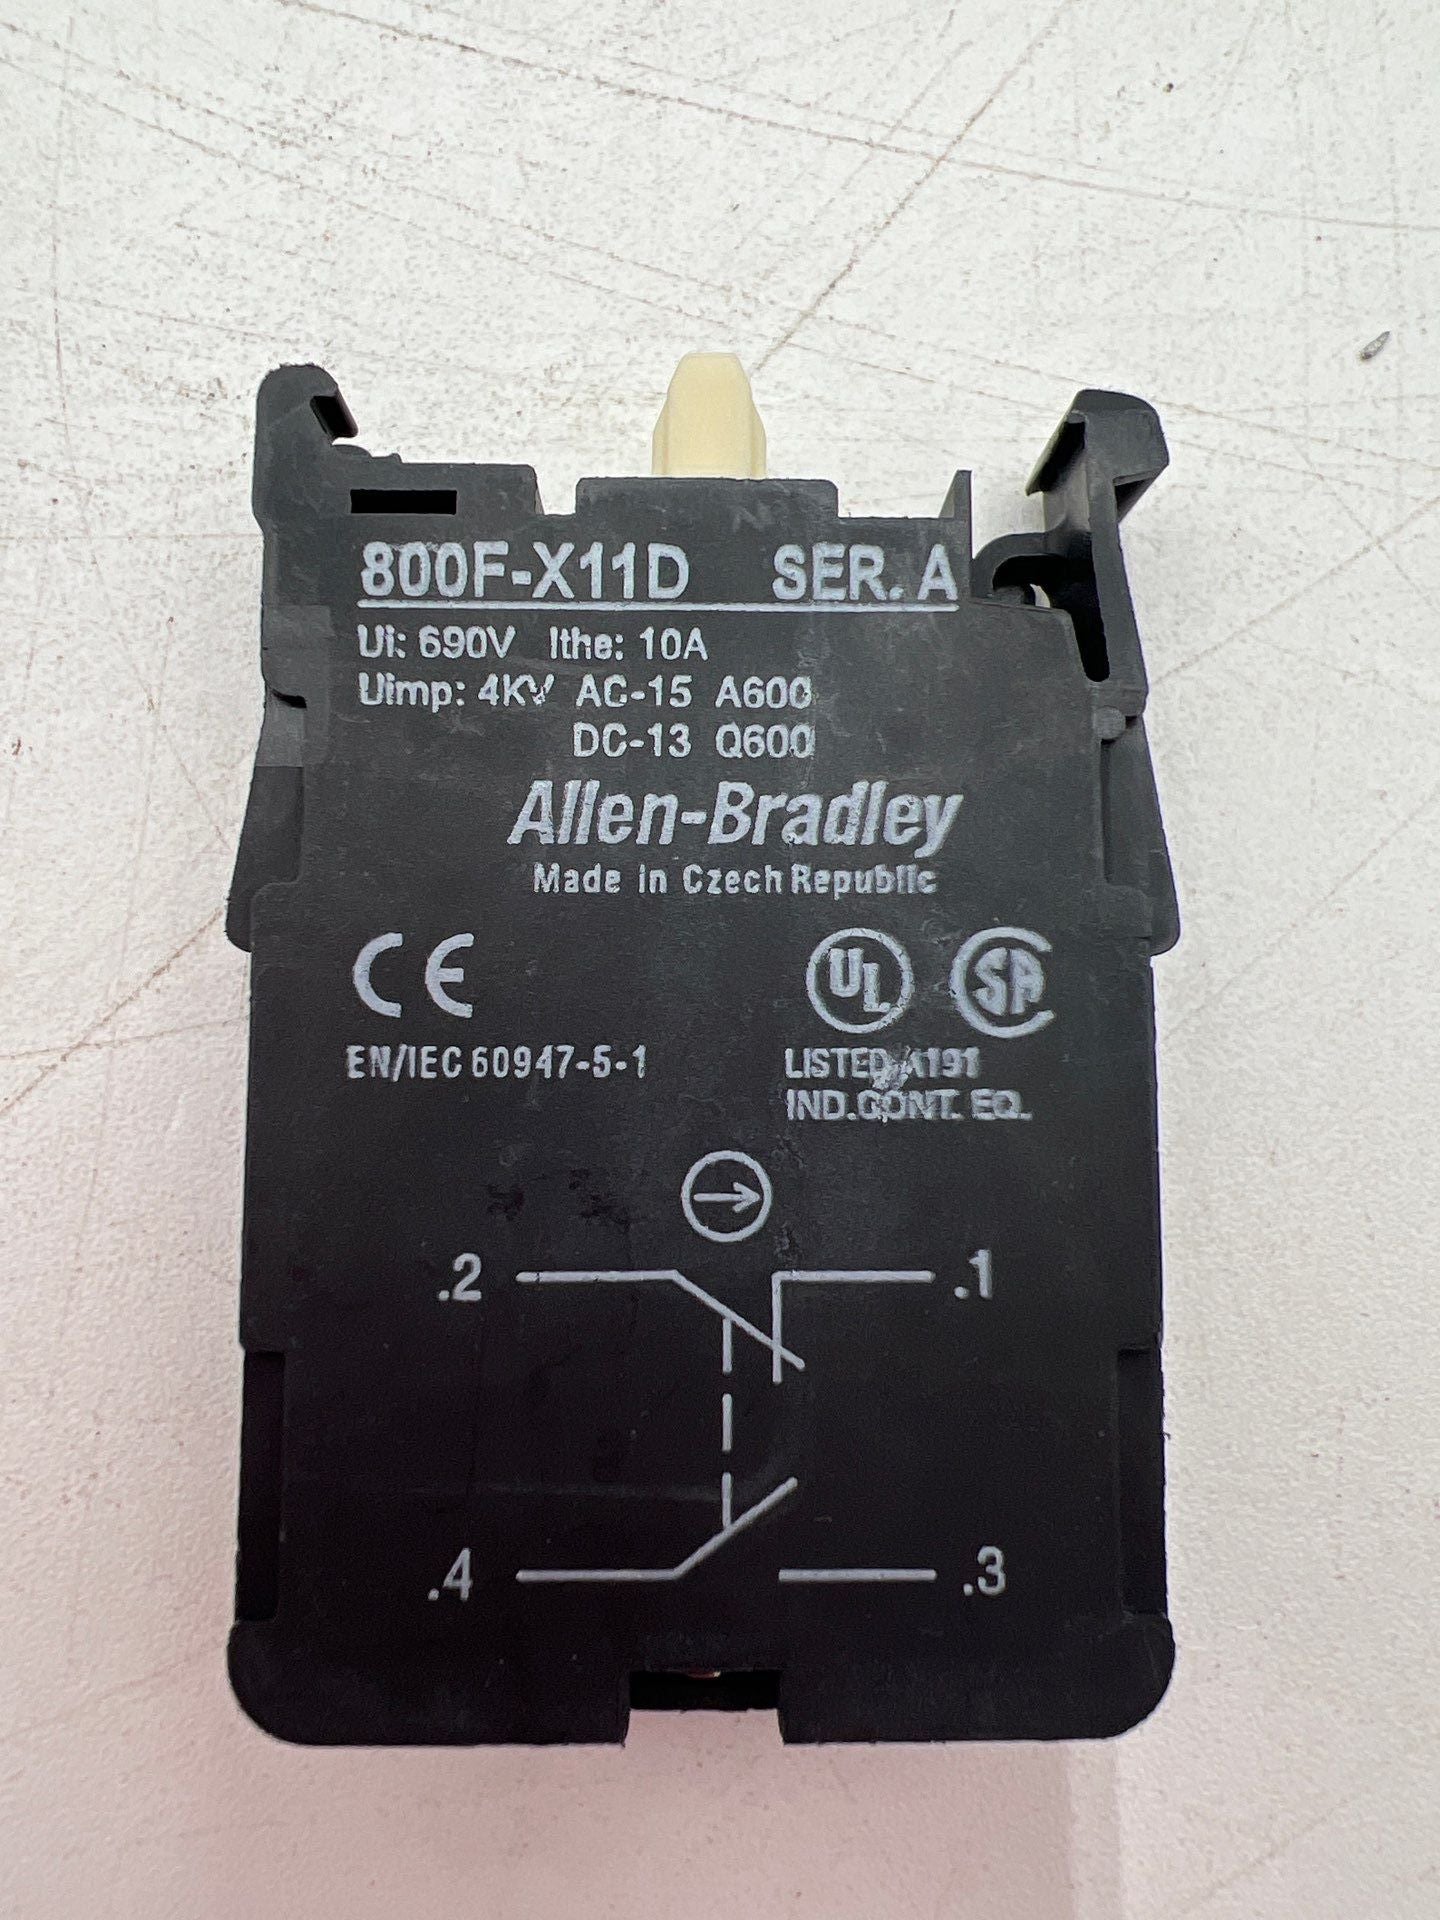 800F-X11D SER. A
Ui: 690V Ithe: 10A
Uimp: 4KV AC-15 A600
DC-13 Q600
Allen-Bradley
Made in Czech Republic
CE
UL SA
EN/IEC 60947-5-1
LISTED A191
IND.CONT. EQ.
.2 .1
.4 .3